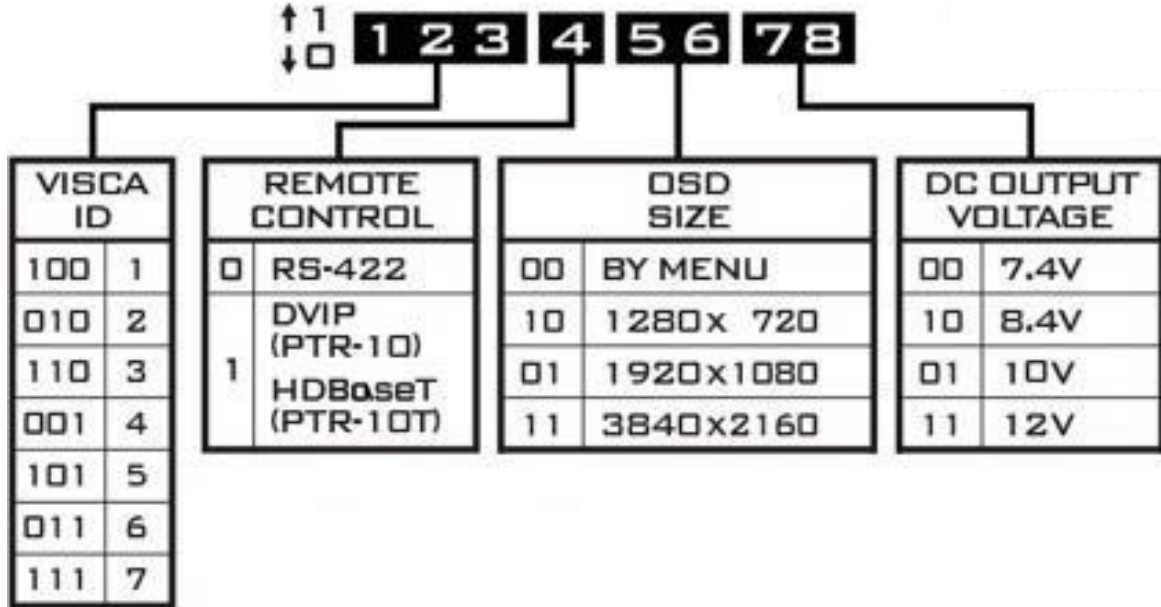 ↑ 1
↓ 0
1 2 3 4 5 6 7 8
VISCA
ID
100 1
010 2
110 3
001 4
101 5
011 6
111 7
REMOTE
CONTROL
0 RS-422
1 DVIP
(PTR-10)
HDBaseT
(PTR-10T)
OSD
SIZE
00 BY MENU
10 1280x 720
01 1920x1080
11 3840x2160
DC OUTPUT
VOLTAGE
00 7.4V
10 8.4V
01 10V
11 12V